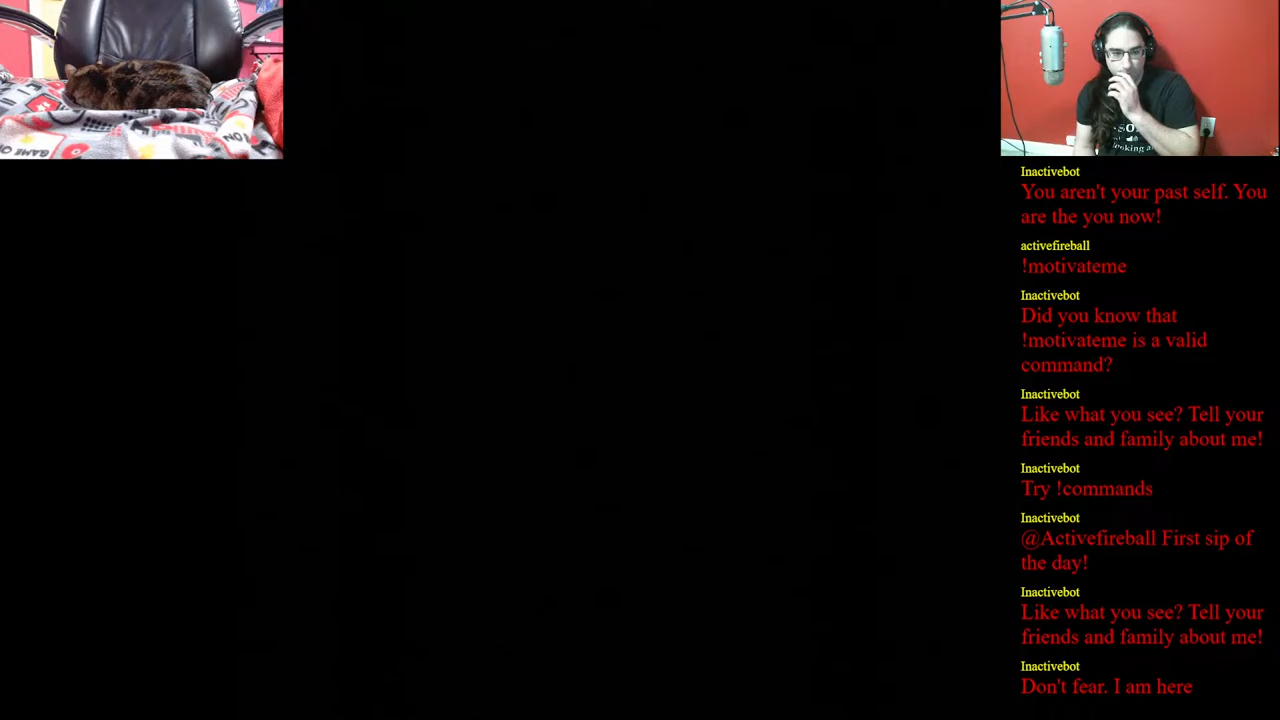 GAME O
Inactivebot
You aren't your past self. You
are the you now!
activefireball
!motivateme
Inactivebot
Did you know that
!motivateme is a valid
command?
Inactivebot
Like what you see? Tell your
friends and family about me!
Inactivebot
Try !commands
Inactivebot
@Activefireball First sip of
the day!
Inactivebot
Like what you see? Tell your
friends and family about me!
Inactivebot
Don't fear. I am here